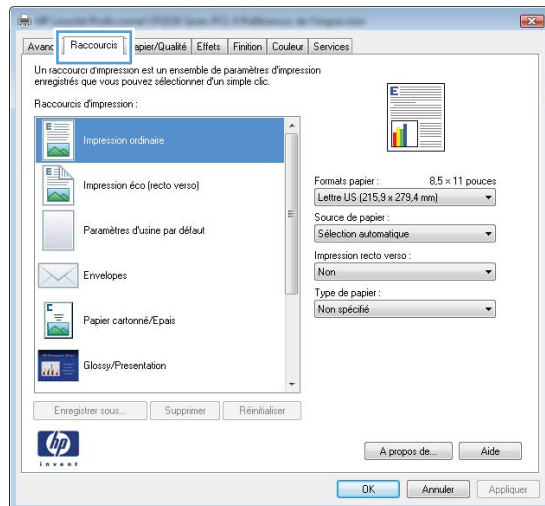 Avanc Raccourcis apier/Qualité Effets Finition Couleur Services
Un raccourci d'impression est un ensemble de paramètres d'impression
enregistrés que vous pouvez sélectionner d'un simple clic.
Raccourcis d'impression :
Impression ordinaire
Impression éco (recto verso)
Paramètres d'usine par défaut
Envelopes
Papier cartonné/Epais
Glossy/Presentation
E
Formats papier : 8,5 × 11 pouces
Lettre US (215,9 x 279,4 mm)
Source de papier :
Sélection automatique
Impression recto verso :
Non
Type de papier :
Non spécifié
Enregistrer sous... Supprimer Réinitialiser
hp
invent
A propos de... Aide
OK Annuler Appliquer